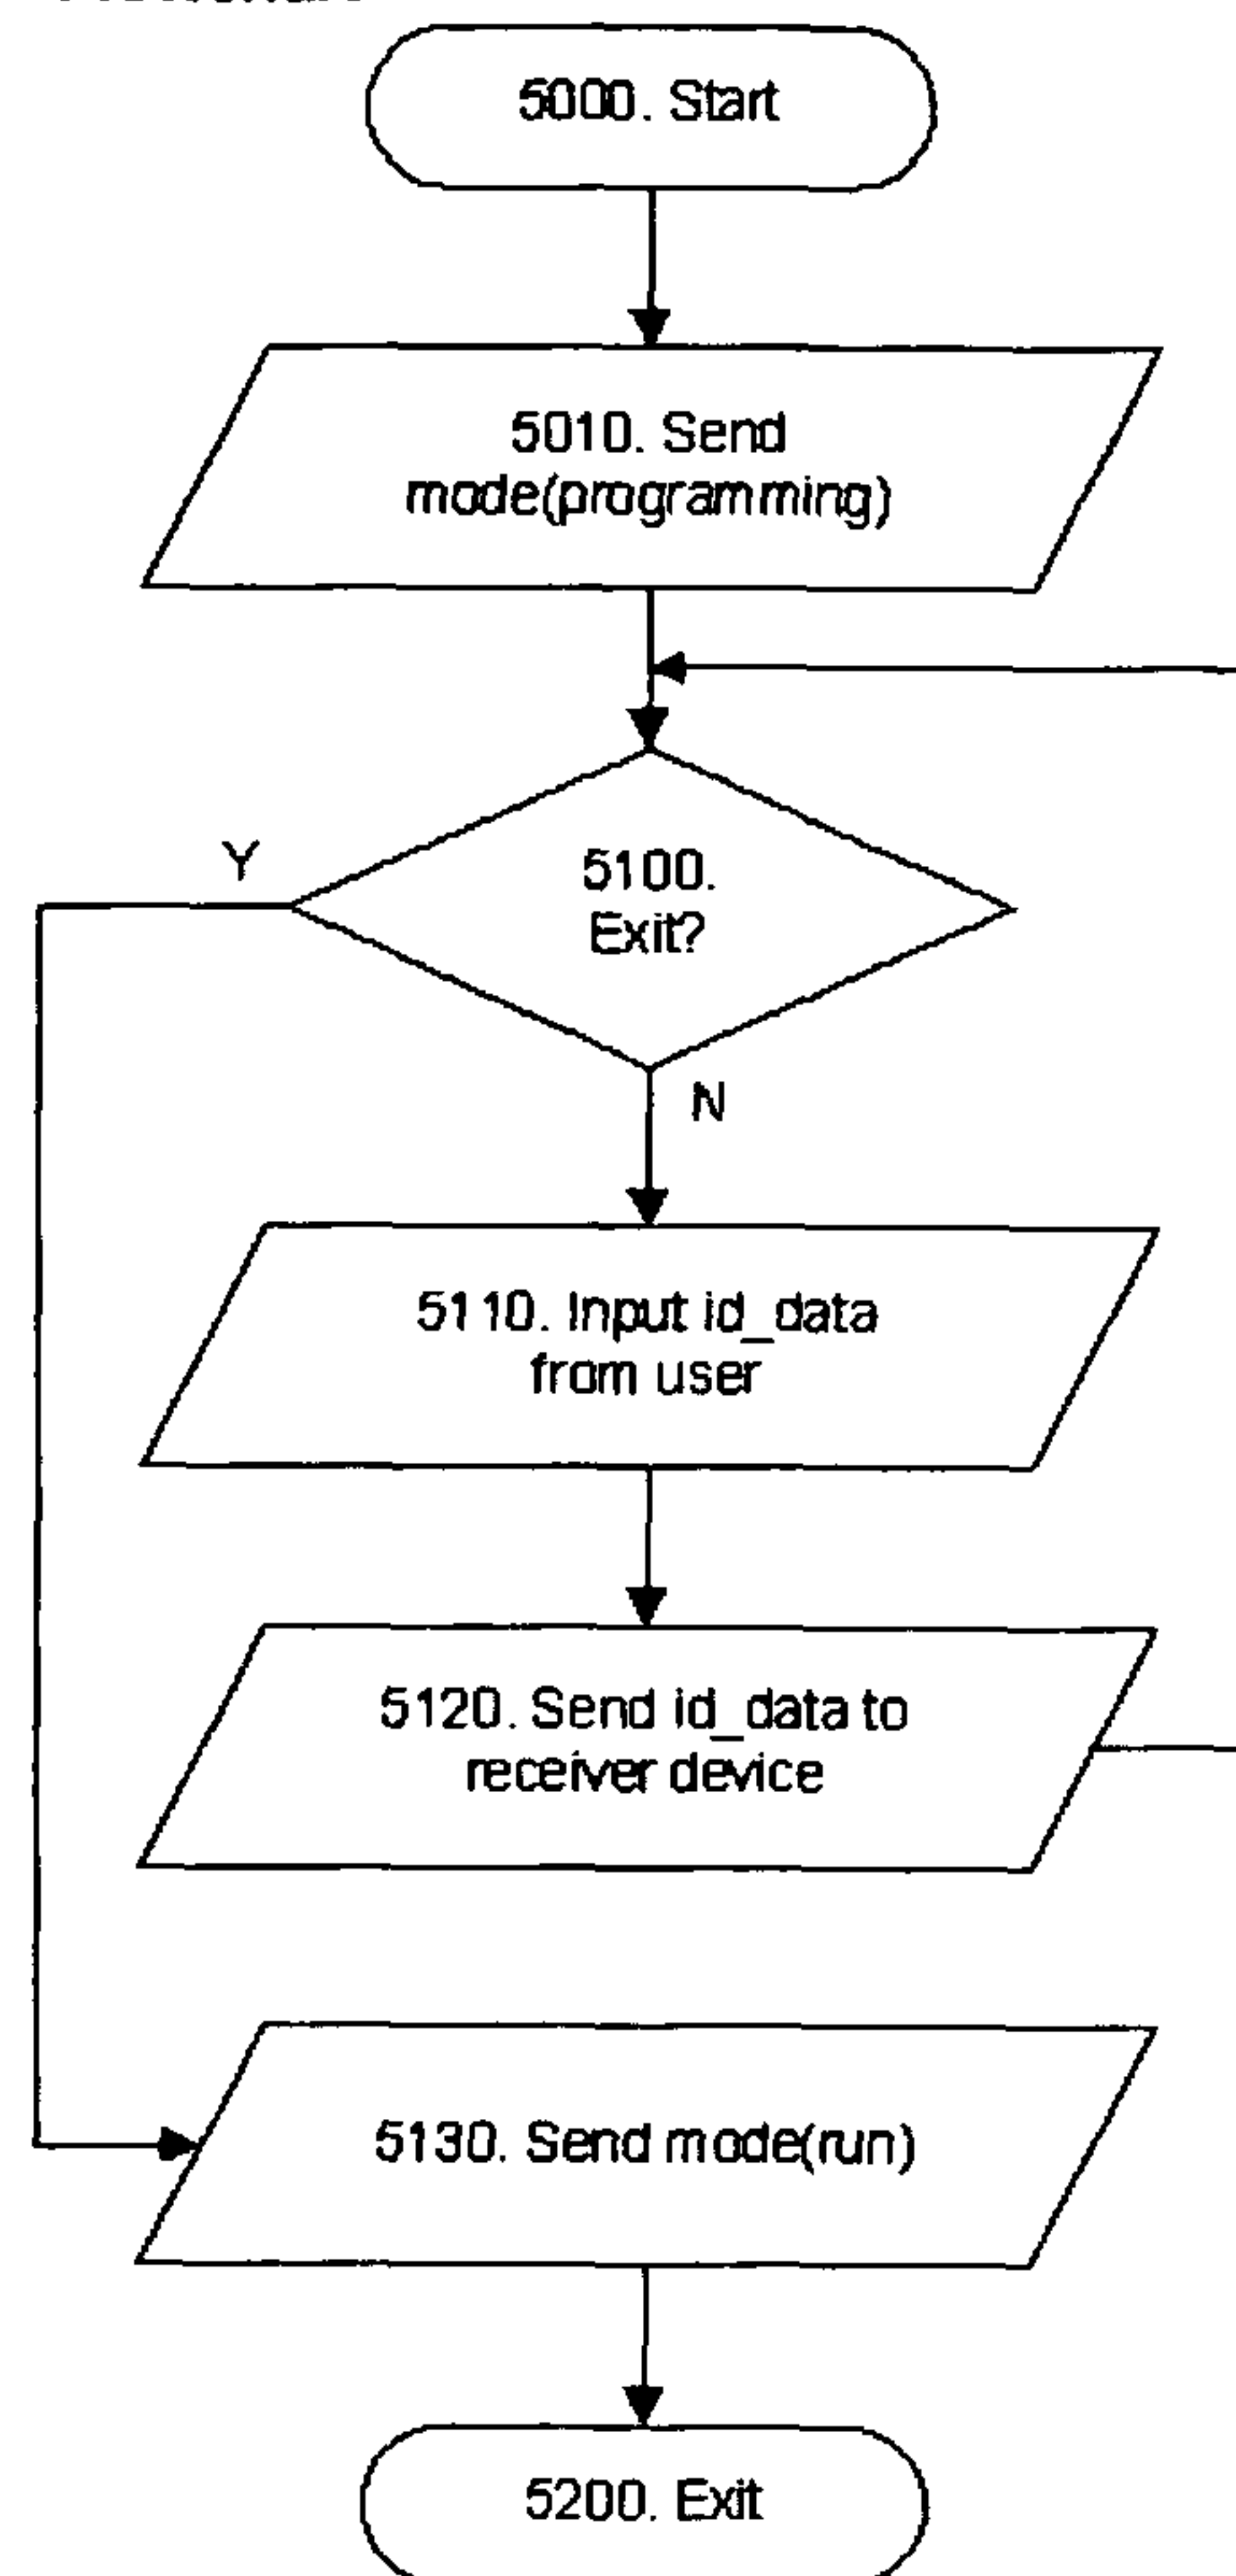 5000. Start
5010. Send
mode(programming)
5100.
Exit?
Y
N
5110. Input id_data
from user
5120. Send id_data to
receiver device
5130. Send mode(run)
5200. Exit